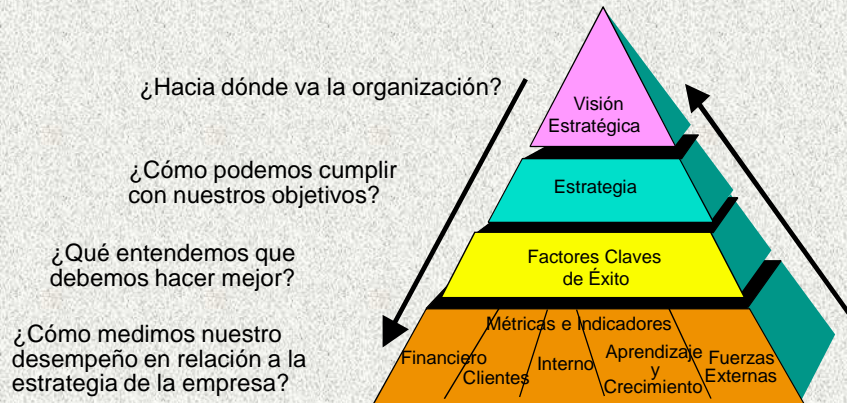 ¿Hacia dónde va la organización?
Visión
Estratégica
¿Cómo podemos cumplir
con nuestros objetivos?
Estrategia
¿Qué entendemos que
debemos hacer mejor?
Factores Claves
de Éxito
¿Cómo medimos nuestro
desempeño en relación a la
estrategia de la empresa?
Métricas e Indicadores
Financiero
Clientes
Interno
Aprendizaje
y
Crecimiento
Fuerzas
Externas